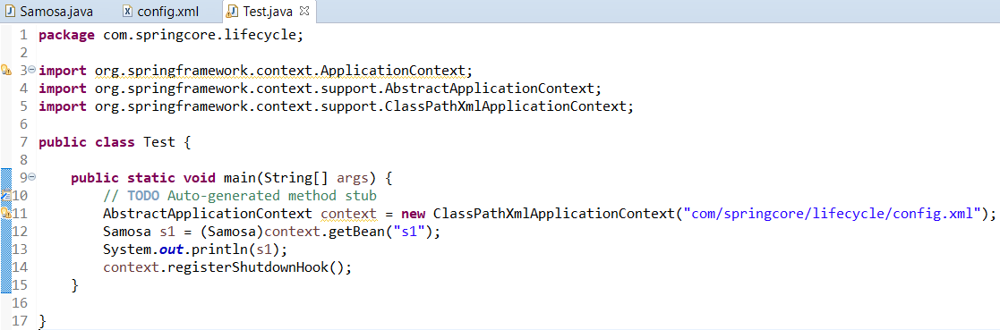 Samosa.java config.xml Test.java
1 package com.springcore.lifecycle;
2
3 import org.springframework.context.ApplicationContext;
4 import org.springframework.context.support.AbstractApplicationContext;
5 import org.springframework.context.support.ClassPathXmlApplicationContext;
6
7 public class Test {
8
9 public static void main(String[] args) {
10 // TODO Auto-generated method stub
11 AbstractApplicationContext context = new ClassPathXmlApplicationContext("com/springcore/lifecycle/config.xml");
12 Samosa s1 = (Samosa)context.getBean("s1");
13 System.out.println(s1);
14 context.registerShutdownHook();
15 }
16
17 }